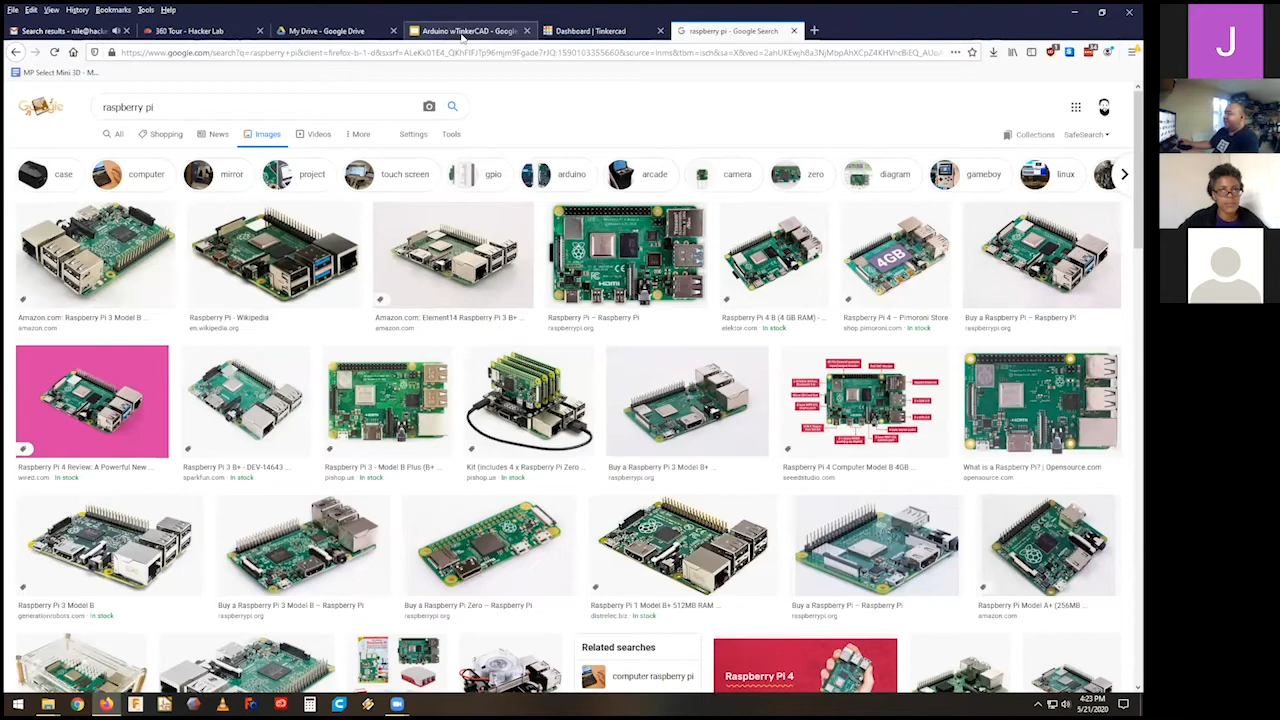 File Edit View History Bookmarks Tools Help
Search results - nile@hack
360 Tour - Hacker Lab
My Drive - Google Drive
Arduino wTinkerCAD - Google
Dashboard | Tinkercad
raspberry pi - Google Search
MP Select Mini 3D - M...
Google
raspberry pi
All Shopping News Images Videos More Settings Tools
Collections SafeSearch
case computer mirror project touch screen gpio arduino arcade camera zero diagram gameboy linux
4GB
HDMI
Amazon.com: Raspberry Pi 3 Model B ...
amazon.com
Raspberry Pi - Wikipedia
en.wikipedia.org
Amazon.com: Element14 Raspberry Pi 3 B+ ...
amazon.com
Raspberry Pi – Raspberry Pi
raspberrypi.org
Raspberry Pi 4 B (4 GB RAM) - ...
elektor.com · In stock
Raspberry Pi 4 – Pimoroni Store
shop.pimoroni.com · In stock
Buy a Raspberry Pi – Raspberry Pi
raspberrypi.org
Raspberry Pi 4 Review: A Powerful New ...
wired.com · In stock
Raspberry Pi 3 B+ - DEV-14643 ...
sparkfun.com · In stock
Raspberry Pi 3 - Model B Plus (B+ ...
pishop.us · In stock
Kit (includes 4 x Raspberry Pi Zero ...
pishop.us · In stock
Buy a Raspberry Pi 3 Model B+ ...
raspberrypi.org
Raspberry Pi 4 Computer Model B 4GB ...
seeedstudio.com
What is a Raspberry Pi? | Opensource.com
opensource.com
Raspberry Pi 3 Model B
generationrobots.com · In stock
Buy a Raspberry Pi 3 Model B – Raspberry Pi
raspberrypi.org
Buy a Raspberry Pi Zero – Raspberry Pi
raspberrypi.org
Raspberry Pi 1 Model B+ 512MB RAM ...
distrelec.biz · In stock
Buy a Raspberry Pi – Raspberry Pi
raspberrypi.org
Raspberry Pi Model A+ (256MB ...
amazon.com
Related searches
computer raspberry pi
Raspberry Pi 4
J
4:23 PM
5/21/2020